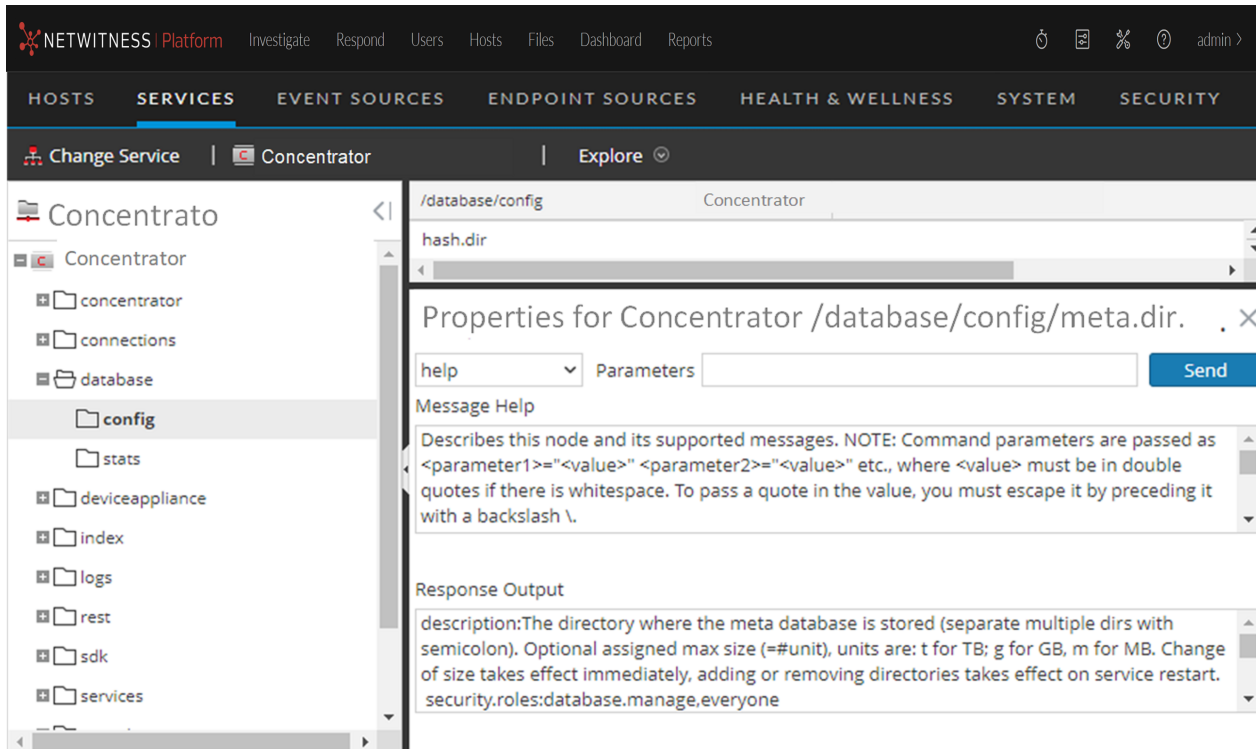 NETWITNESS | Platform Investigate Respond Users Hosts Files Dashboard Reports admin >
HOSTS SERVICES EVENT SOURCES ENDPOINT SOURCES HEALTH & WELLNESS SYSTEM SECURITY
Change Service | C Concentrator | Explore
Concentrato
C Concentrator
concentrator
connections
database
config
stats
deviceappliance
index
logs
rest
sdk
services
/database/config Concentrator
hash.dir
Properties for Concentrator /database/config/meta.dir. .
help Parameters Send
Message Help
Describes this node and its supported messages. NOTE: Command parameters are passed as
<parameter1>="<value>" <parameter2>="<value>" etc., where <value> must be in double
quotes if there is whitespace. To pass a quote in the value, you must escape it by preceding it
with a backslash \.
Response Output
description:The directory where the meta database is stored (separate multiple dirs with
semicolon). Optional assigned max size (=#unit), units are: t for TB; g for GB, m for MB. Change
of size takes effect immediately, adding or removing directories takes effect on service restart.
security.roles:database.manage,everyone